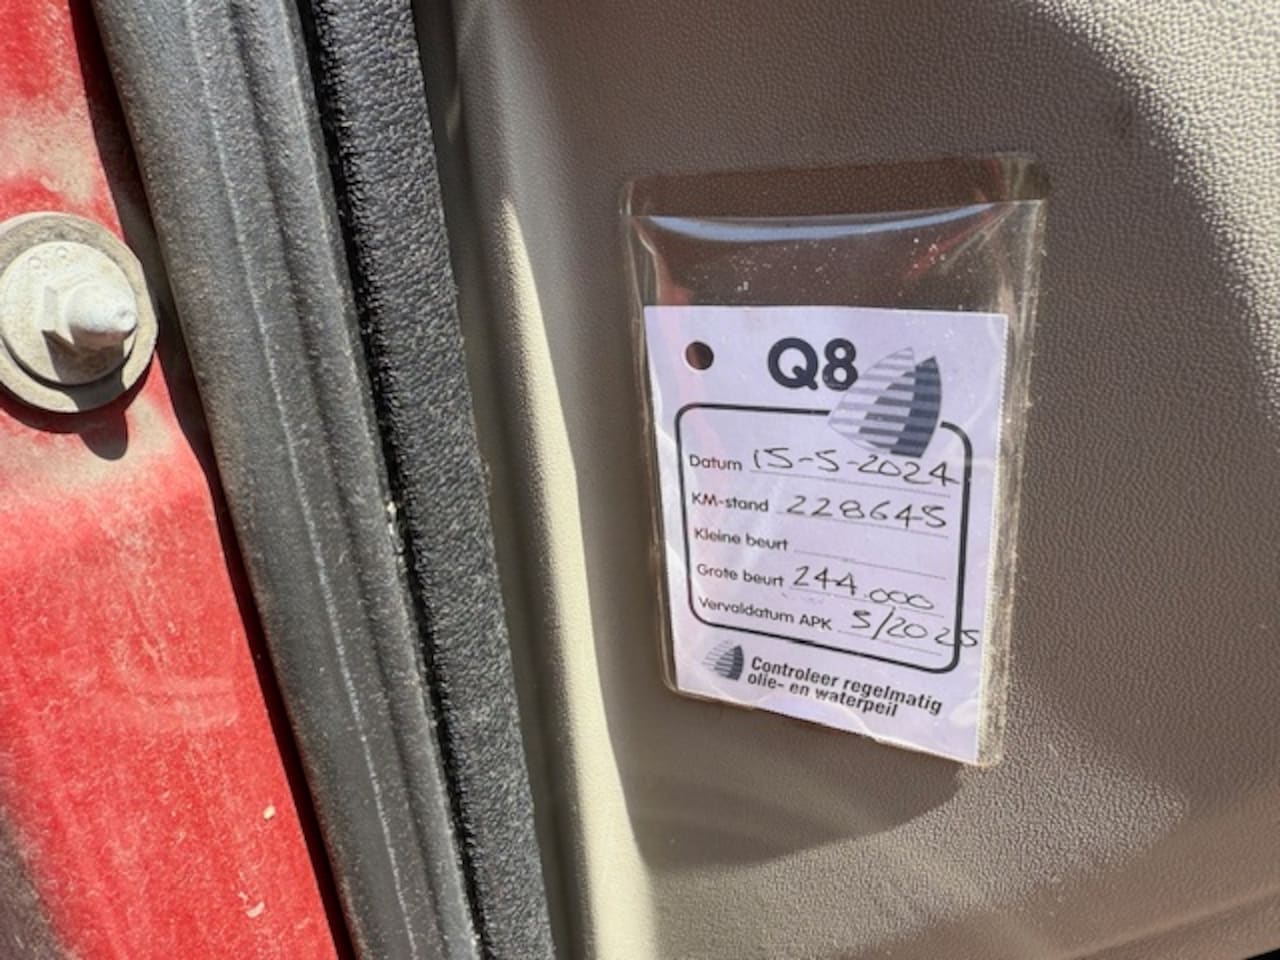 Q8
Datum 15-5-2024
KM-stand 228645
Kleine beurt
Grote beurt 244.000
Vervaldatum APK 5/2025
Controleer regelmatig
olie- en waterpeil